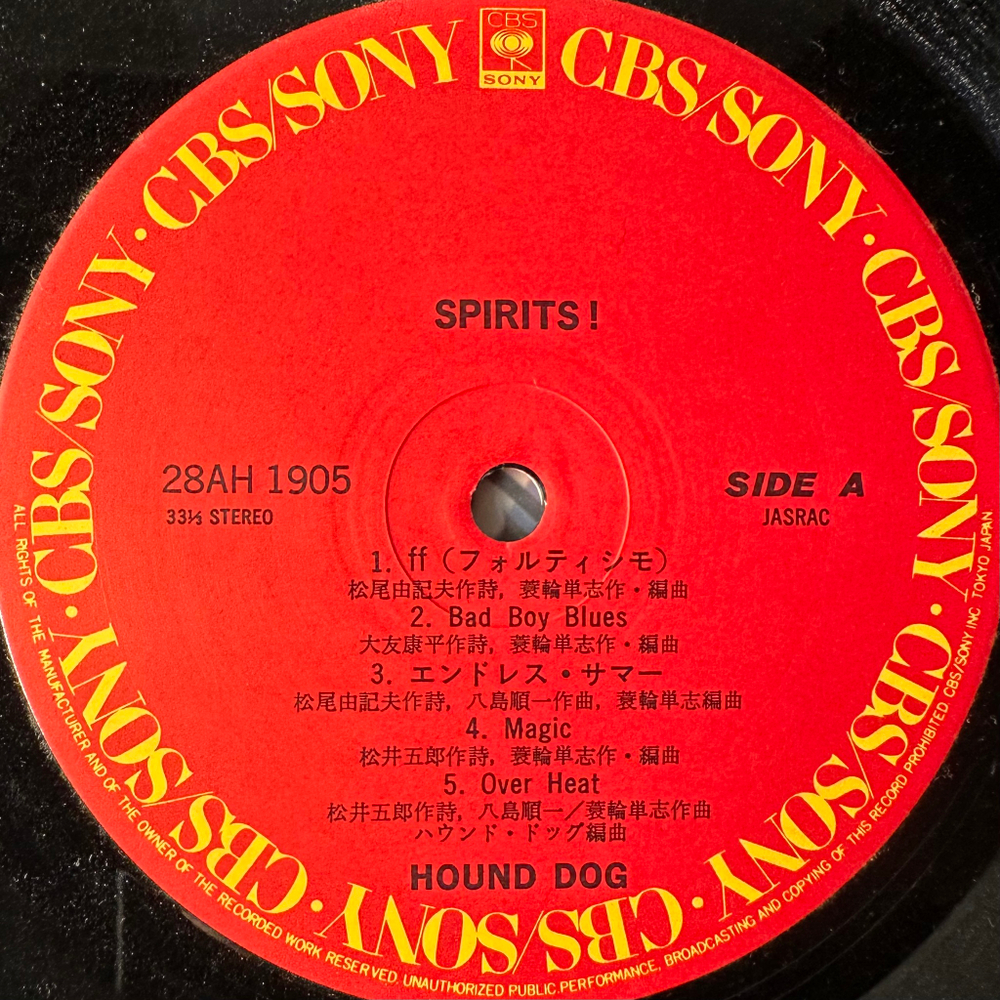 CBS
SONY
CBS/SONY · CBS/SONY · CBS/SONY · CBS/SONY · CBS/SONY · CBS/SONY · CBS/SONY · CBS/SONY
SPIRITS!
28AH 1905
33⅓ STEREO
SIDE A
JASRAC
1. ff (フォルティシモ)
松尾由記夫作詩, 蓑輪単志作・編曲
2. Bad Boy Blues
大友康平作詩, 蓑輪単志作・編曲
3. エンドレス・サマー
松尾由記夫作詩, 八島順一作曲, 蓑輪単志編曲
4. Magic
松井五郎作詩, 蓑輪単志作・編曲
5. Over Heat
松井五郎作詩, 八島順一／蓑輪単志作曲
ハウンド・ドッグ編曲
HOUND DOG
ALL RIGHTS OF THE MANUFACTURER AND OF THE OWNER OF THE RECORDED WORK RESERVED. UNAUTHORIZED PUBLIC PERFORMANCE, BROADCASTING AND COPYING OF THIS RECORD PROHIBITED. CBS/SONY INC TOKYO JAPAN